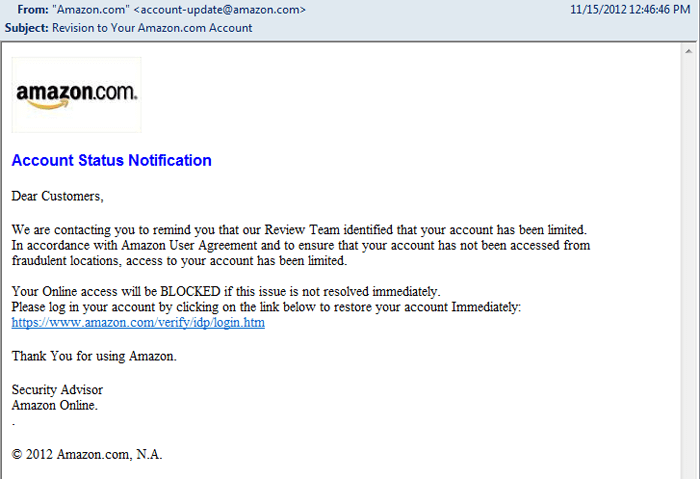 From: "Amazon.com" <account-update@amazon.com> 11/15/2012 12:46:46 PM
Subject: Revision to Your Amazon.com Account
amazon.com.
Account Status Notification
Dear Customers,
We are contacting you to remind you that our Review Team identified that your account has been limited.
In accordance with Amazon User Agreement and to ensure that your account has not been accessed from
fraudulent locations, access to your account has been limited.
Your Online access will be BLOCKED if this issue is not resolved immediately.
Please log in your account by clicking on the link below to restore your account Immediately:
https://www.amazon.com/verify/idp/login.htm
Thank You for using Amazon.
Security Advisor
Amazon Online.
.
© 2012 Amazon.com, N.A.